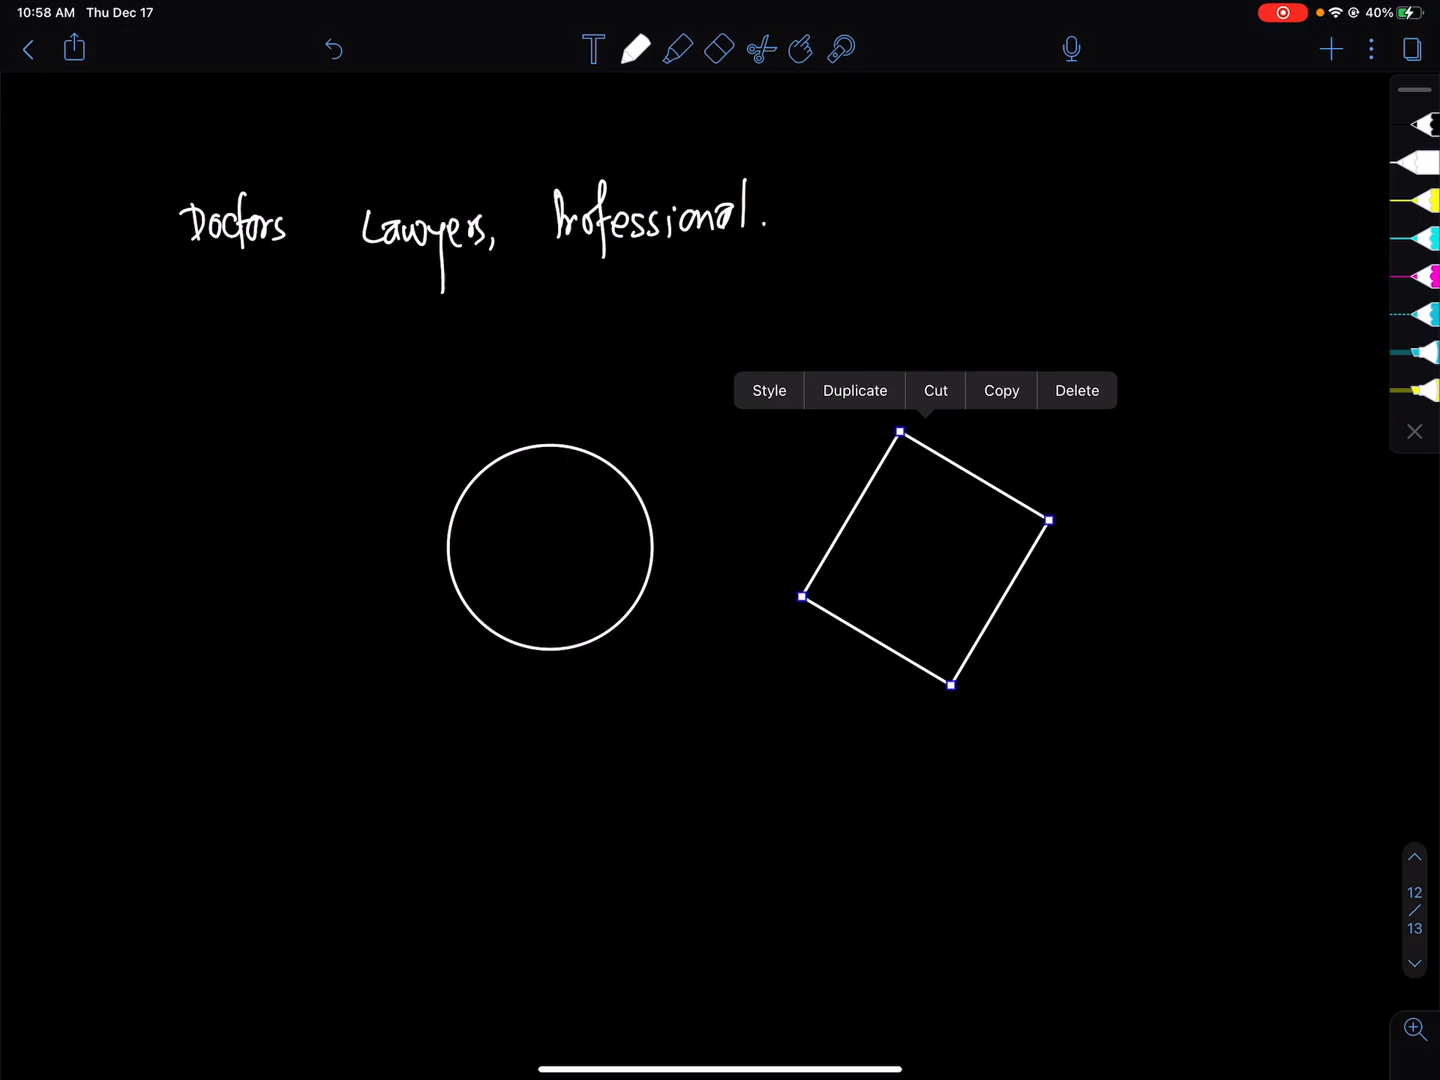 10:58 AM Thu Dec 17
40%
T
Doctors Lawyers, Professional.
Style Duplicate Cut Copy Delete
12
/
13